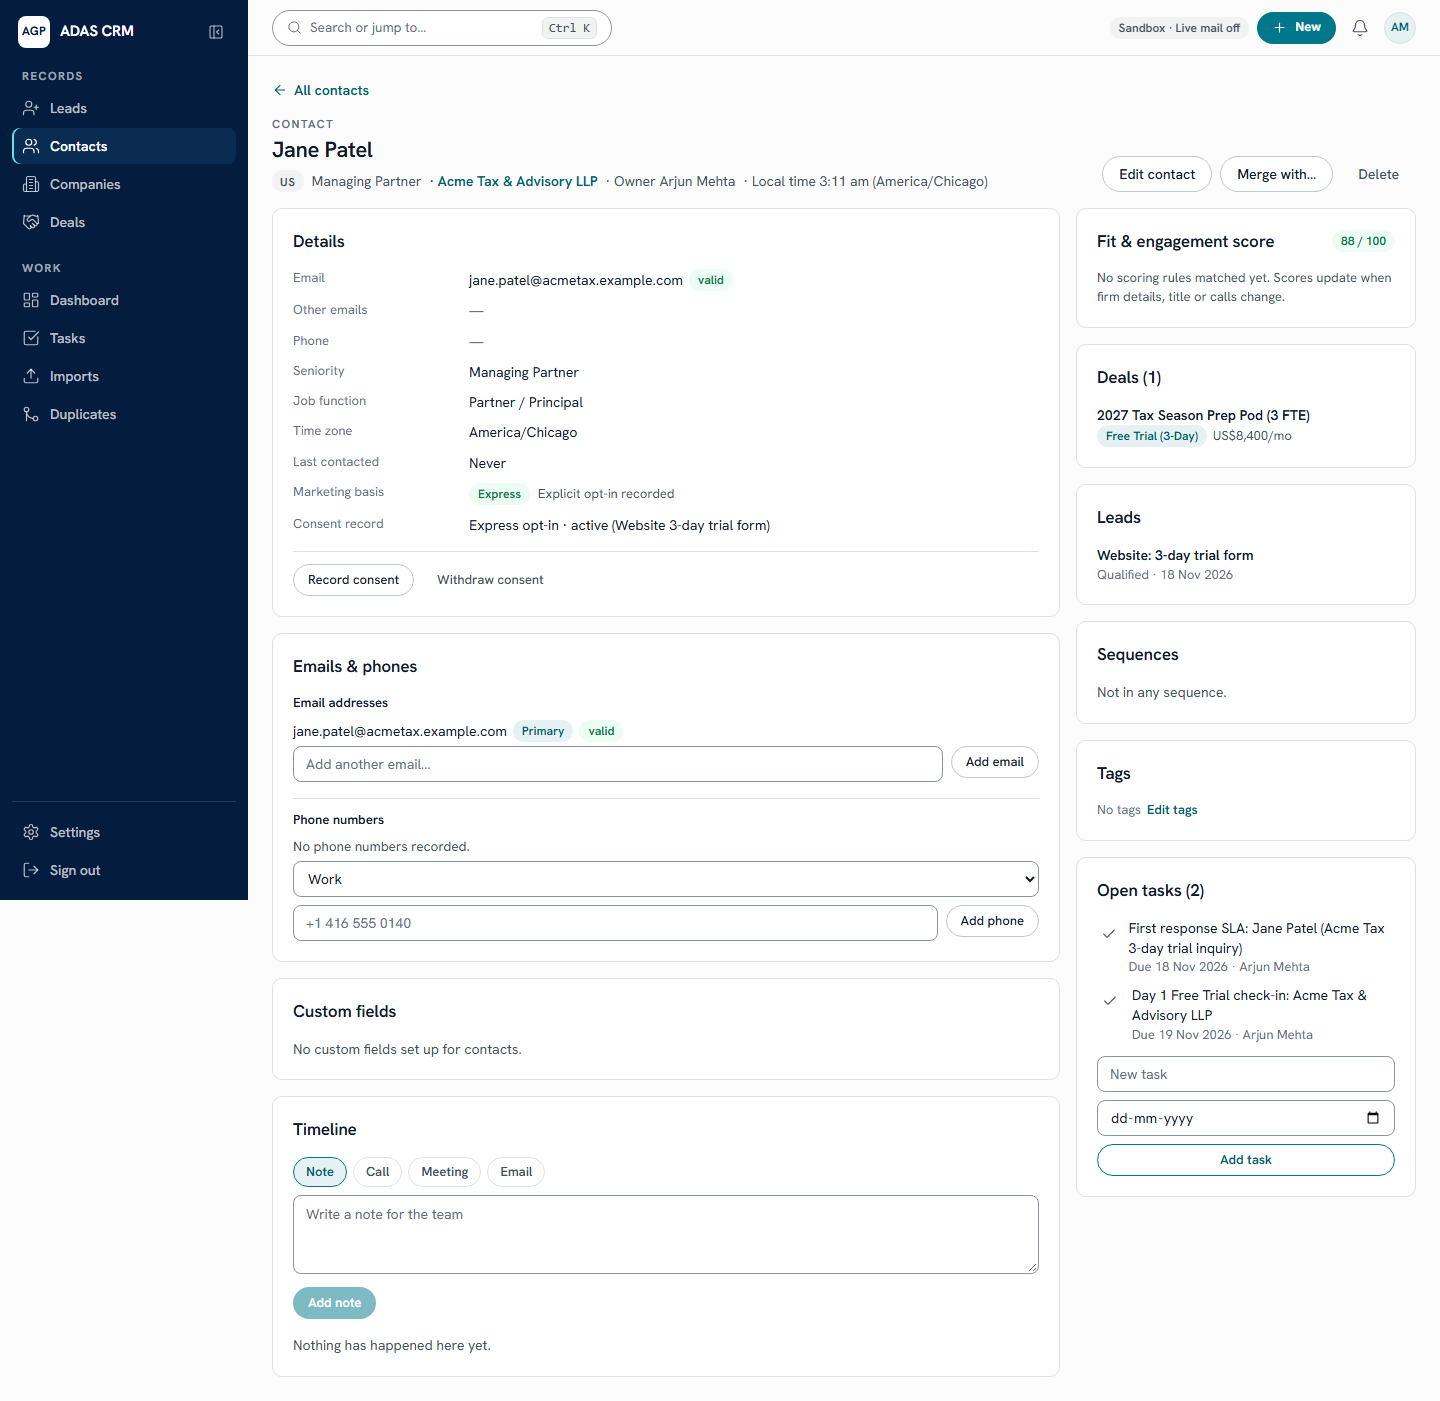 AGP ADAS CRM
RECORDS
Leads
Contacts
Companies
Deals
WORK
Dashboard
Tasks
Imports
Duplicates
Settings
Sign out
Search or jump to... Ctrl K
Sandbox · Live mail off
+ New
AM
← All contacts
CONTACT
Jane Patel
US Managing Partner · Acme Tax & Advisory LLP · Owner Arjun Mehta · Local time 3:11 am (America/Chicago)
Edit contact
Merge with...
Delete
Details
Email jane.patel@acmetax.example.com valid
Other emails —
Phone —
Seniority Managing Partner
Job function Partner / Principal
Time zone America/Chicago
Last contacted Never
Marketing basis Express Explicit opt-in recorded
Consent record Express opt-in · active (Website 3-day trial form)
Record consent Withdraw consent
Emails & phones
Email addresses
jane.patel@acmetax.example.com Primary valid
Add another email... Add email
Phone numbers
No phone numbers recorded.
Work
+1 416 555 0140 Add phone
Custom fields
No custom fields set up for contacts.
Timeline
Note Call Meeting Email
Write a note for the team
Add note
Nothing has happened here yet.
Fit & engagement score 88 / 100
No scoring rules matched yet. Scores update when
firm details, title or calls change.
Deals (1)
2027 Tax Season Prep Pod (3 FTE)
Free Trial (3-Day) US$8,400/mo
Leads
Website: 3-day trial form
Qualified · 18 Nov 2026
Sequences
Not in any sequence.
Tags
No tags Edit tags
Open tasks (2)
First response SLA: Jane Patel (Acme Tax
3-day trial inquiry)
Due 18 Nov 2026 · Arjun Mehta
Day 1 Free Trial check-in: Acme Tax &
Advisory LLP
Due 19 Nov 2026 · Arjun Mehta
New task
dd-mm-yyyy
Add task